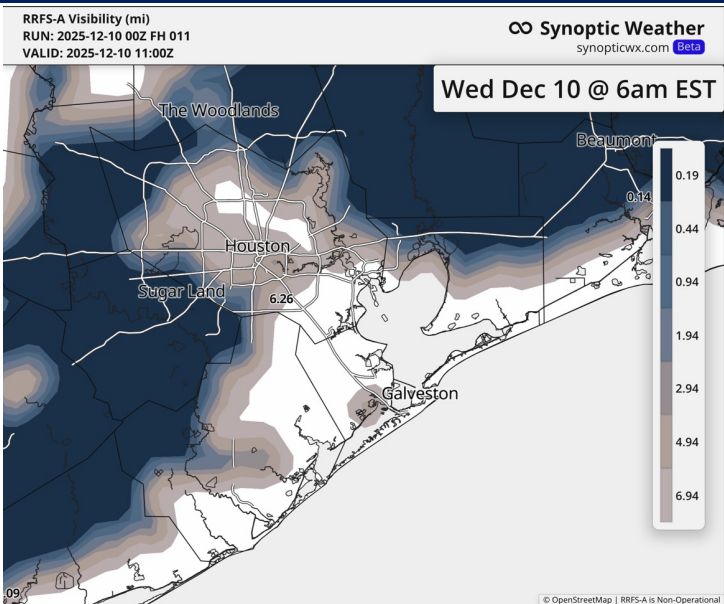 RRFS-A Visibility (mi)
RUN: 2025-12-10 00Z FH 011
VALID: 2025-12-10 11:00Z
Synoptic Weather
synopticwx.com Beta
Wed Dec 10 @ 6am EST
The Woodlands
Beaumont
0.19
0.14
0.44
Houston
0.94
Sugar Land
6.26
1.94
2.94
Galveston
4.94
6.94
.09
© OpenStreetMap | RRFS-A is Non-Operational